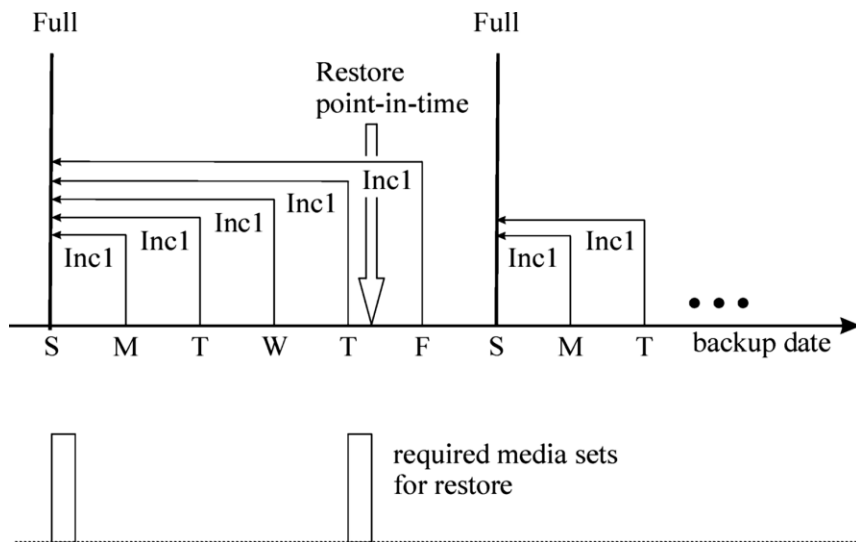 Full
Full
Restore
point-in-time
Inc1
Inc1
Inc1
Inc1
Inc1
Inc1
Inc1
S M T W T F S M T backup date
required media sets
for restore